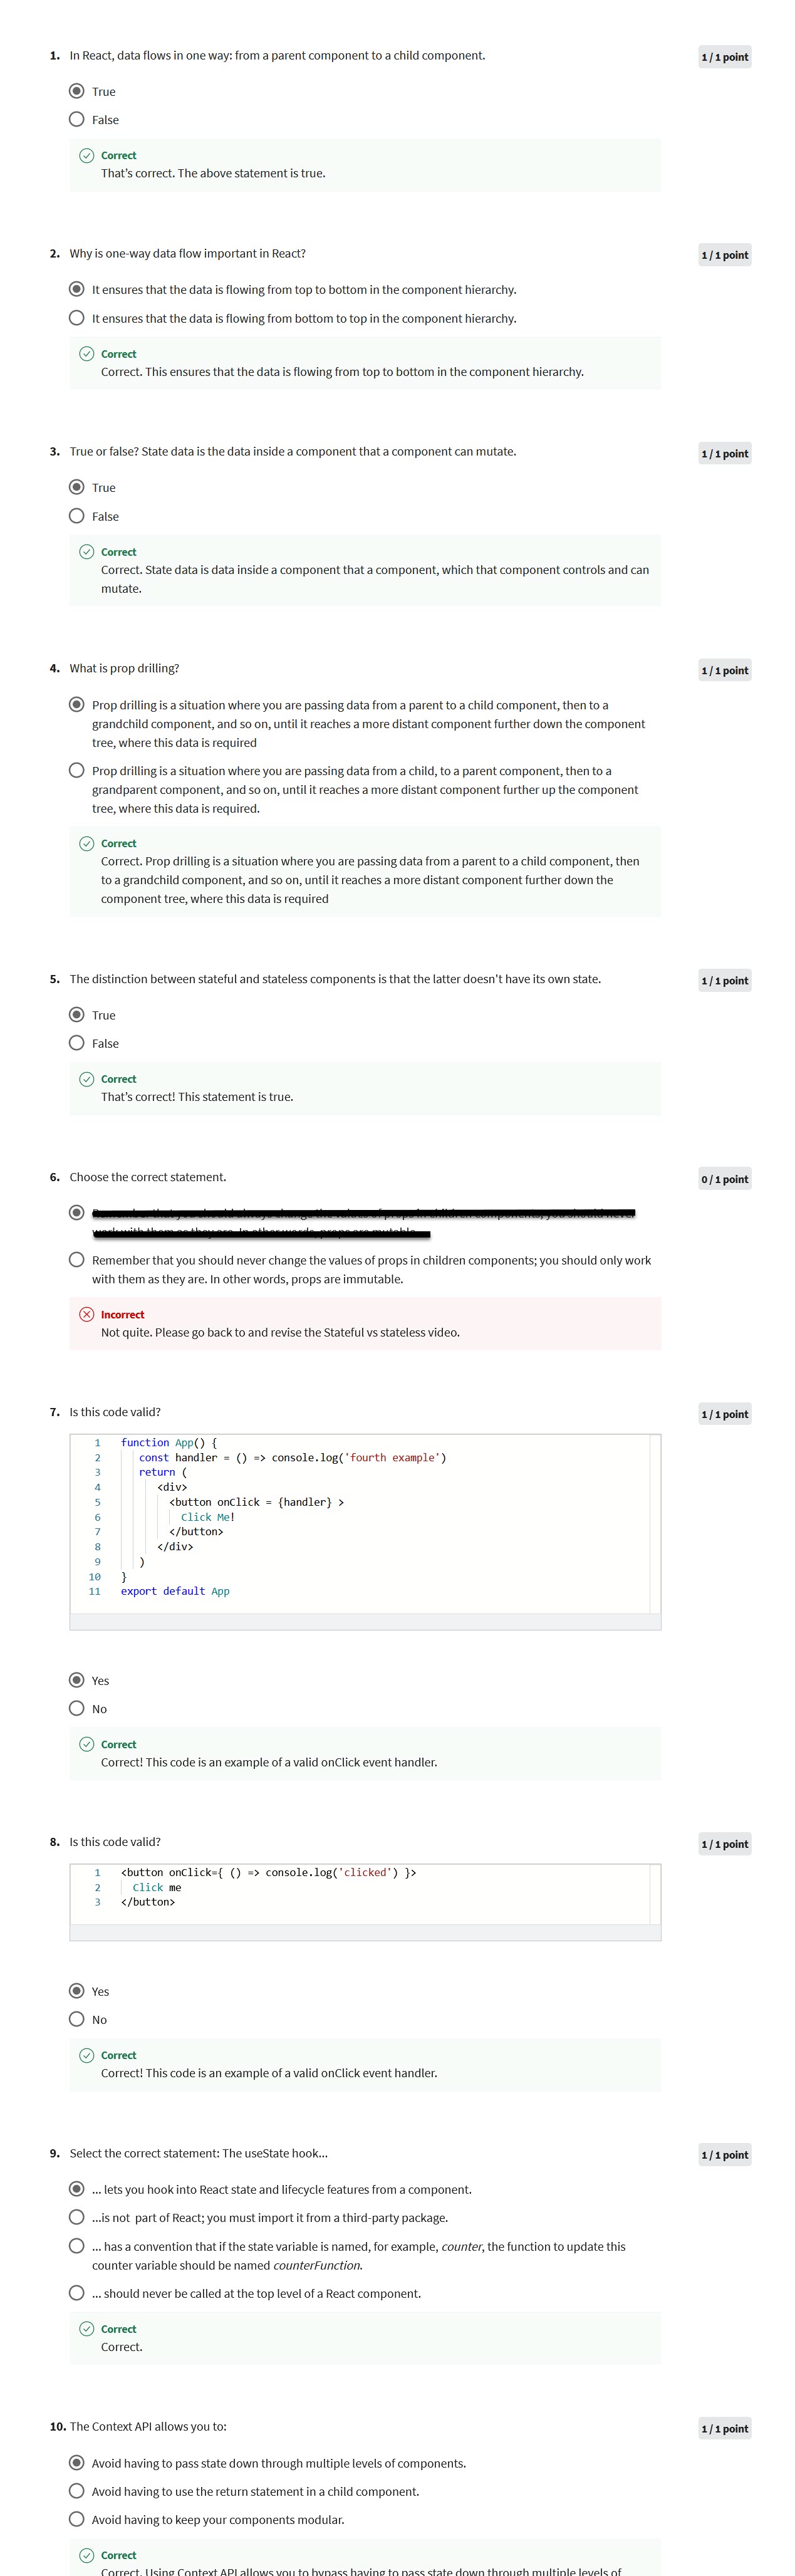 1. In React, data flows in one way: from a parent component to a child component.
1 / 1 point
True
False
Correct
That's correct. The above statement is true.
2. Why is one-way data flow important in React?
1 / 1 point
It ensures that the data is flowing from top to bottom in the component hierarchy.
It ensures that the data is flowing from bottom to top in the component hierarchy.
Correct
Correct. This ensures that the data is flowing from top to bottom in the component hierarchy.
3. True or false? State data is the data inside a component that a component can mutate.
1 / 1 point
True
False
Correct
Correct. State data is data inside a component that a component, which that component controls and can
mutate.
4. What is prop drilling?
1 / 1 point
Prop drilling is a situation where you are passing data from a parent to a child component, then to a
grandchild component, and so on, until it reaches a more distant component further down the component
tree, where this data is required
Prop drilling is a situation where you are passing data from a child, to a parent component, then to a
grandparent component, and so on, until it reaches a more distant component further up the component
tree, where this data is required.
Correct
Correct. Prop drilling is a situation where you are passing data from a parent to a child component, then
to a grandchild component, and so on, until it reaches a more distant component further down the
component tree, where this data is required
5. The distinction between stateful and stateless components is that the latter doesn't have its own state.
1 / 1 point
True
False
Correct
That's correct! This statement is true.
6. Choose the correct statement.
0 / 1 point
Remember that you should never change the values of props in children components; you should only work
with them as they are. In other words, props are immutable.
Incorrect
Not quite. Please go back to and revise the Stateful vs stateless video.
7. Is this code valid?
1 / 1 point
1 function App() {
2 const handler = () => console.log('fourth example')
3 return (
4 <div>
5 <button onClick = {handler} >
6 Click Me!
7 </button>
8 </div>
9 )
10 }
11 export default App
Yes
No
Correct
Correct! This code is an example of a valid onClick event handler.
8. Is this code valid?
1 / 1 point
1 <button onClick={ () => console.log('clicked') }>
2 Click me
3 </button>
Yes
No
Correct
Correct! This code is an example of a valid onClick event handler.
9. Select the correct statement: The useState hook...
1 / 1 point
... lets you hook into React state and lifecycle features from a component.
...is not part of React; you must import it from a third-party package.
... has a convention that if the state variable is named, for example, counter, the function to update this
counter variable should be named counterFunction.
... should never be called at the top level of a React component.
Correct
Correct.
10. The Context API allows you to:
1 / 1 point
Avoid having to pass state down through multiple levels of components.
Avoid having to use the return statement in a child component.
Avoid having to keep your components modular.
Correct
Correct. Using Context API allows you to bypass having to pass state down through multiple levels of